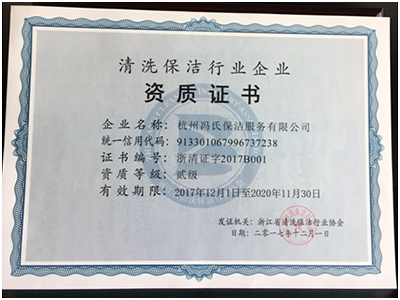 清洗保洁行业企业
资质证书
企业名称：杭州冯氏保洁服务有限公司
统一信用代码：913301067996737238
证书编号：浙清证字2017B001
资质等级：贰级
有效期限：2017年12月1日至2020年11月30日
发证机关：浙江省清洗保洁行业协会
日期：二〇一七年十二月一日